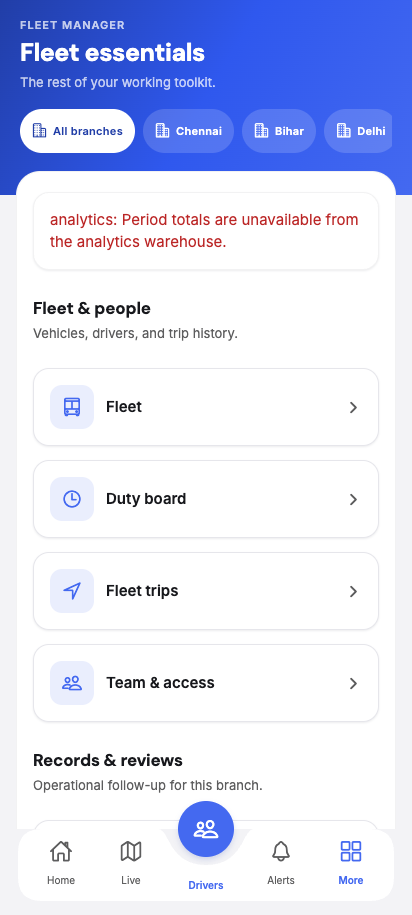 FLEET MANAGER
Fleet essentials
The rest of your working toolkit.
All branches
Chennai
Bihar
Delhi
analytics: Period totals are unavailable from
the analytics warehouse.
Fleet & people
Vehicles, drivers, and trip history.
Fleet
Duty board
Fleet trips
Team & access
Records & reviews
Operational follow-up for this branch.
Home
Live
Drivers
Alerts
More